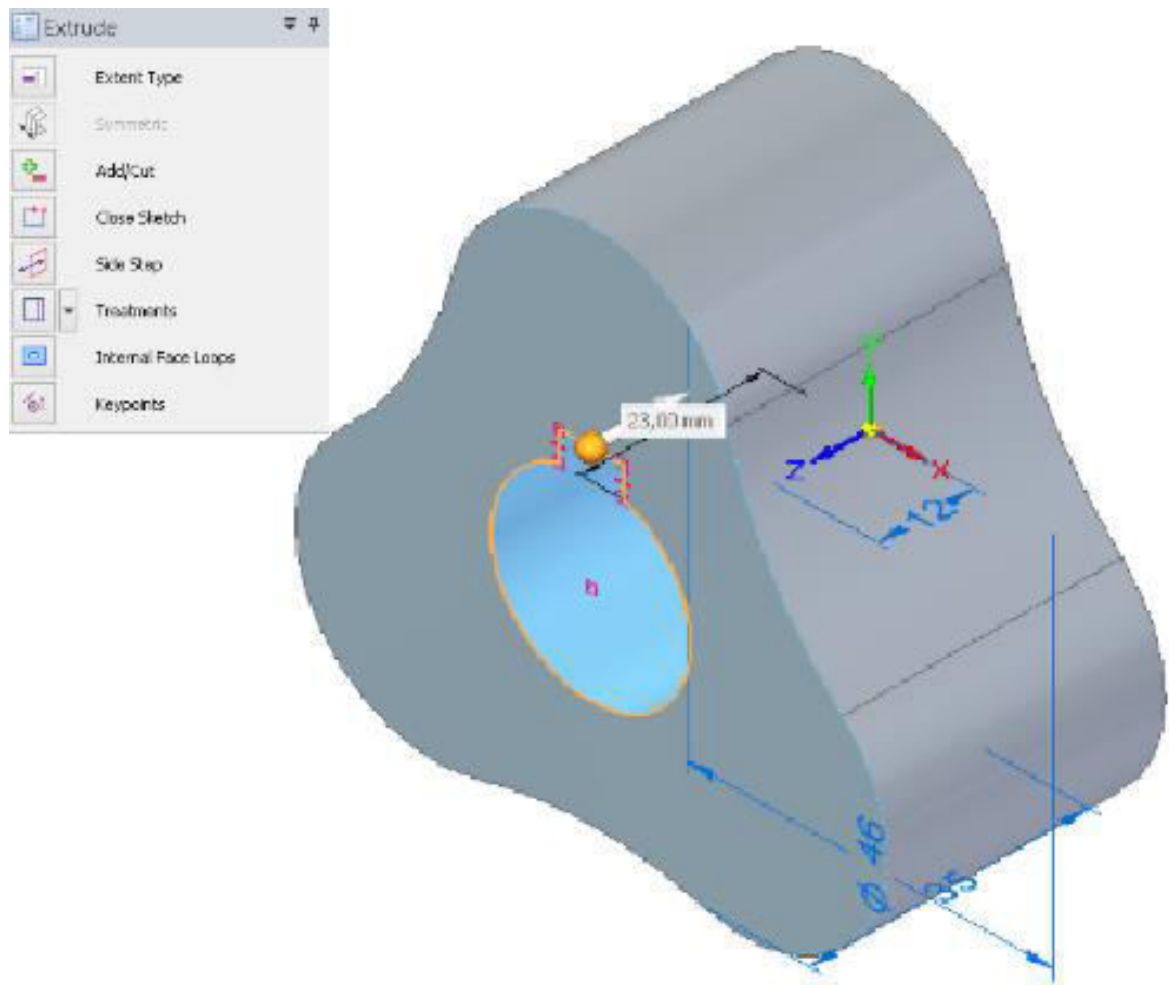 Extrude
Extent Type
Symmetric
Add/Cut
Close Sketch
Side Step
Treatments
Internal Face Loops
Keypoints
23,00 mm
Z
X
12
h
Ø 46
35